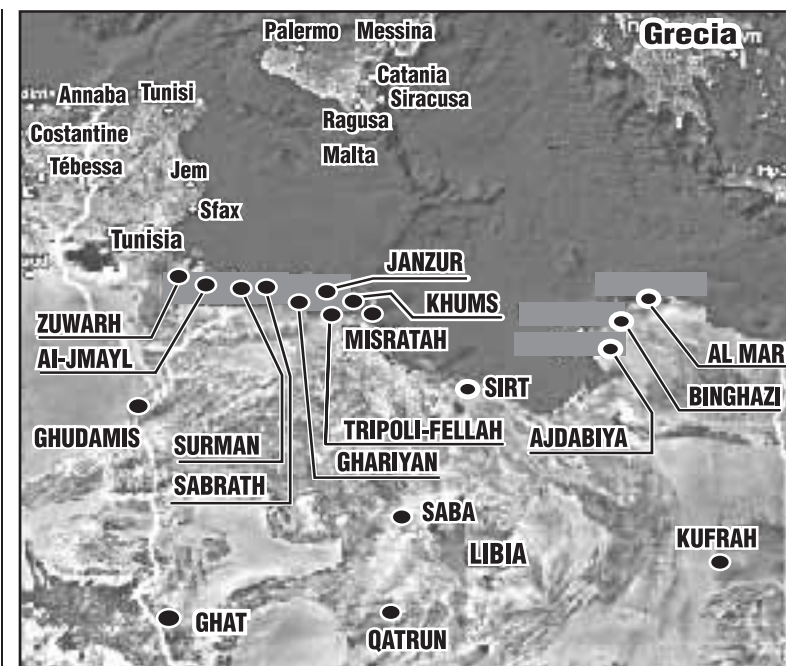 Palermo Messina
Grecia
Catania
Siracusa
Annaba Tunisi
Ragusa
Costantine
Malta
Tébessa
Jem
Sfax
Tunisia
JANZUR
KHUMS
ZUWARH
MISRATAH
AI-JMAYL
AL MAR
SIRT
BINGHAZI
GHUDAMIS
SURMAN
TRIPOLI-FELLAH
AJDABIYA
SABRATH
GHARIYAN
SABA
LIBIA
KUFRAH
GHAT
QATRUN